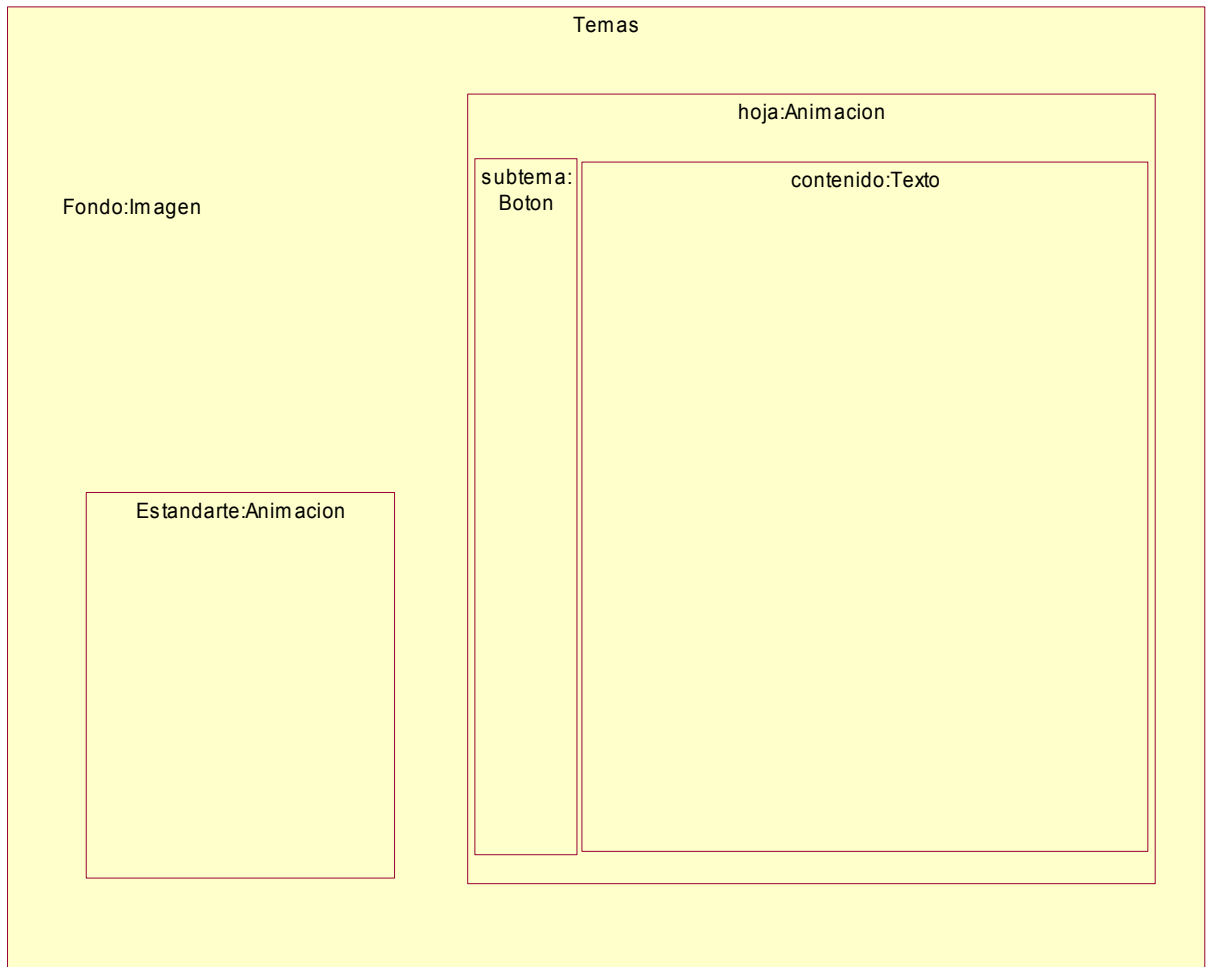 Temas
hoja:Animacion
subtema:
Boton
contenido:Texto
Fondo:Imagen
Estandarte:Animacion